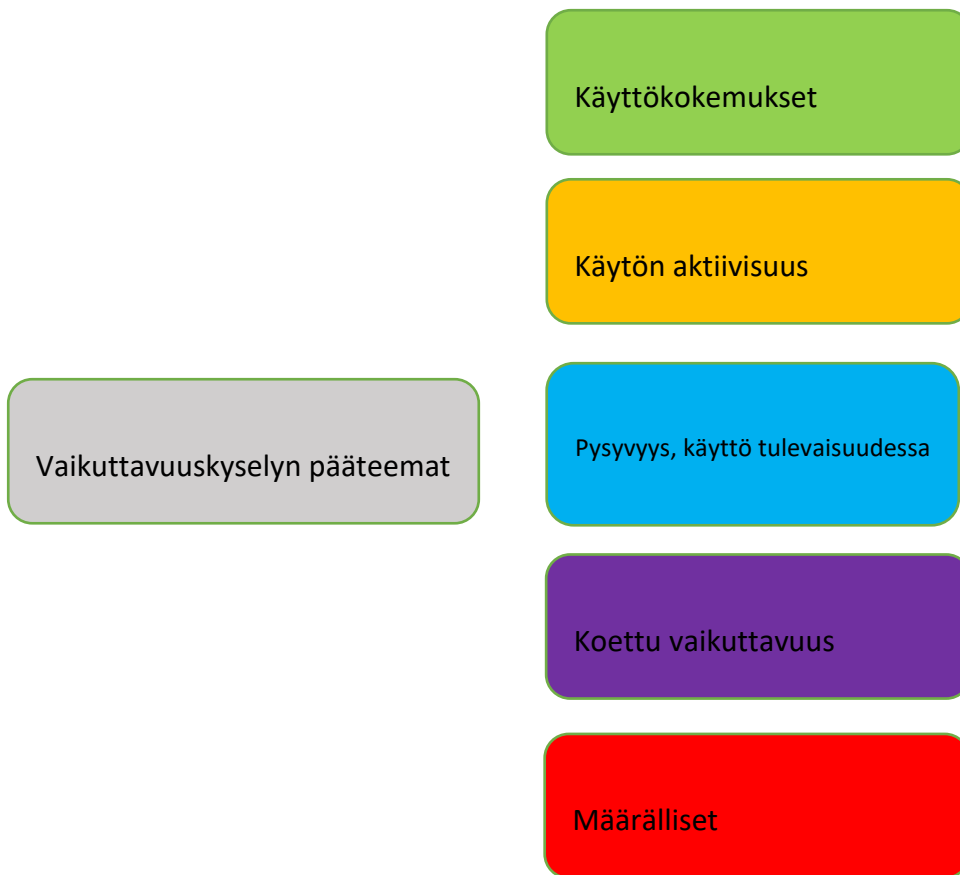 Käyttökokemukset
Käytön aktiivisuus
Vaikuttavuuskyselyn pääteemat
Pysyvyys, käyttö tulevaisuudessa
Koettu vaikuttavuus
Määrälliset